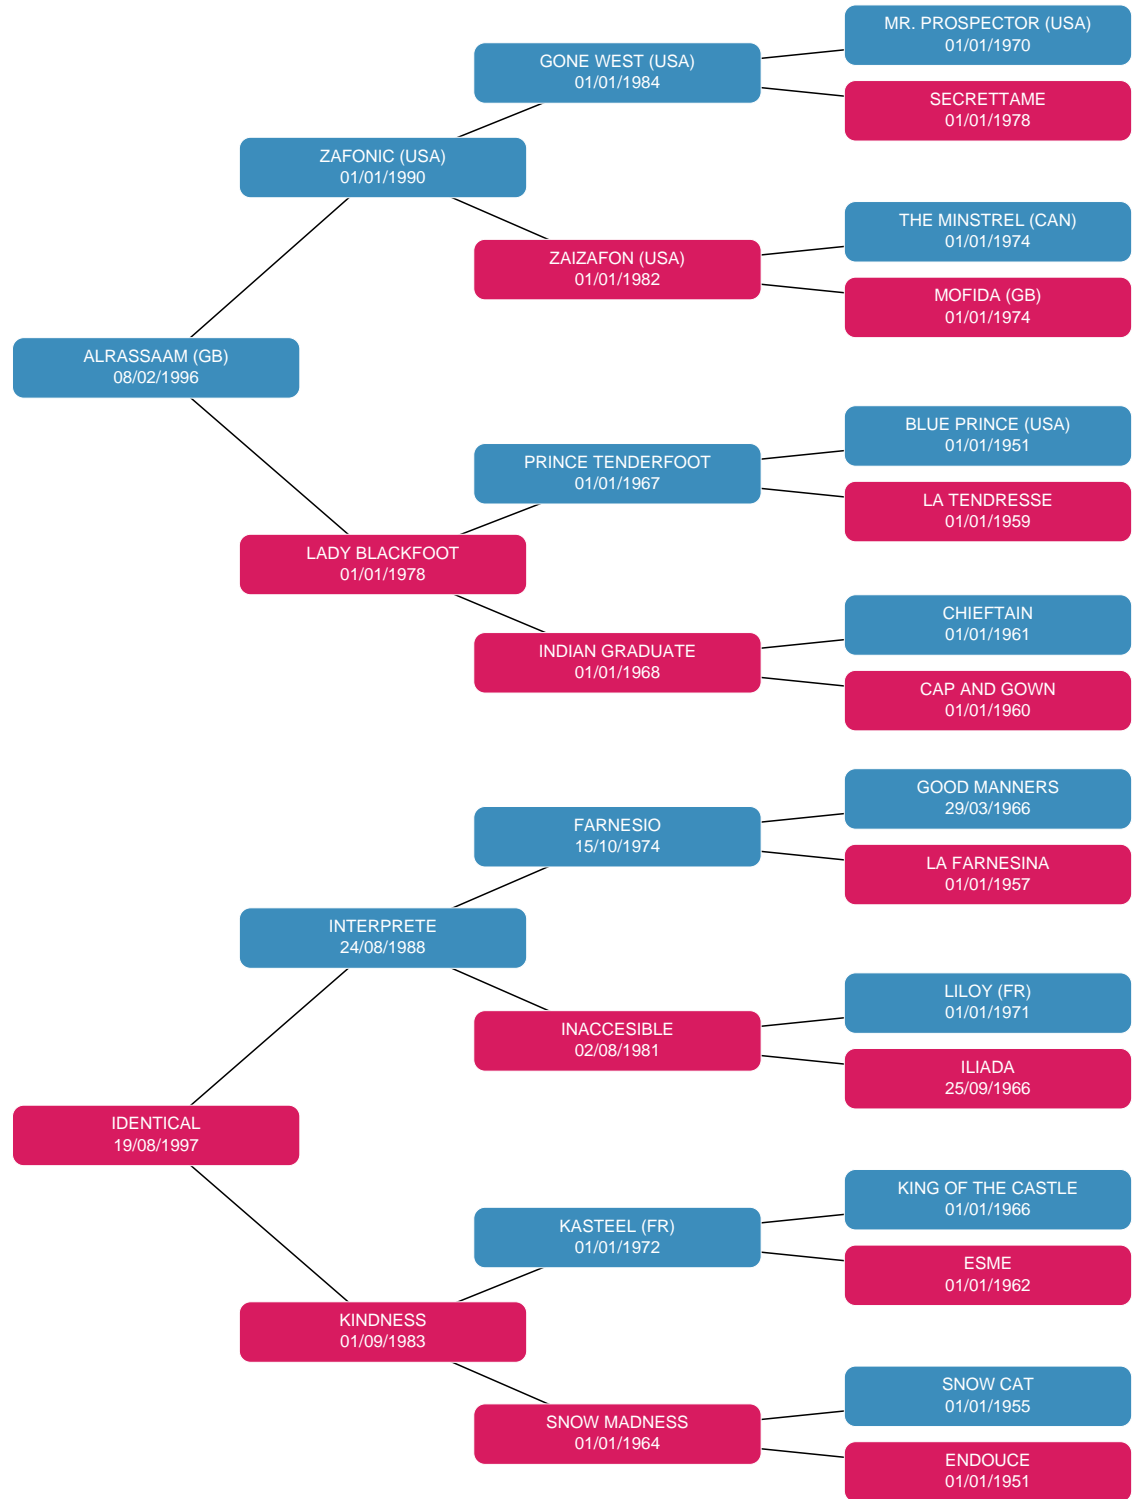 MR. PROSPECTOR (USA)
01/01/1970
GONE WEST (USA)
01/01/1984
SECRETTAME
01/01/1978
ZAFONIC (USA)
01/01/1990
THE MINSTREL (CAN)
01/01/1974
ZAIZAFON (USA)
01/01/1982
MOFIDA (GB)
01/01/1974
ALRASSAAM (GB)
08/02/1996
BLUE PRINCE (USA)
01/01/1951
PRINCE TENDERFOOT
01/01/1967
LA TENDRESSE
01/01/1959
LADY BLACKFOOT
01/01/1978
CHIEFTAIN
01/01/1961
INDIAN GRADUATE
01/01/1968
CAP AND GOWN
01/01/1960
GOOD MANNERS
29/03/1966
FARNESIO
15/10/1974
LA FARNESINA
01/01/1957
INTERPRETE
24/08/1988
LILOY (FR)
01/01/1971
INACCESIBLE
02/08/1981
ILIADA
25/09/1966
IDENTICAL
19/08/1997
KING OF THE CASTLE
01/01/1966
KASTEEL (FR)
01/01/1972
ESME
01/01/1962
KINDNESS
01/09/1983
SNOW CAT
01/01/1955
SNOW MADNESS
01/01/1964
ENDOUCE
01/01/1951